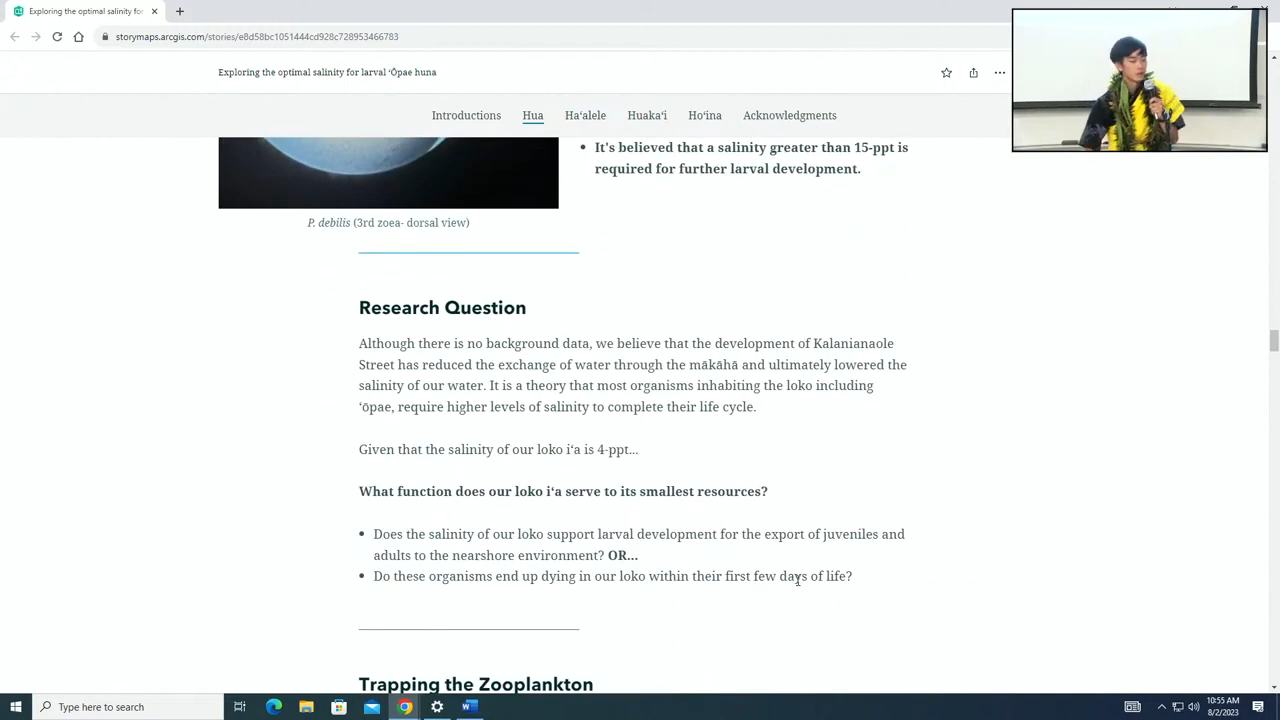 Exploring the optimal salinity for
storymaps.arcgis.com/stories/e8d58bc1051444cd928c728953466783
Exploring the optimal salinity for larval ʻŌpae huna
Introductions Hua Haʻalele Huakaʻi Hoʻina Acknowledgments
• It's believed that a salinity greater than 15-ppt is
required for further larval development.
P. debilis (3rd zoea- dorsal view)
Research Question
Although there is no background data, we believe that the development of Kalanianaole
Street has reduced the exchange of water through the mākāhā and ultimately lowered the
salinity of our water. It is a theory that most organisms inhabiting the loko including
ʻōpae, require higher levels of salinity to complete their life cycle.
Given that the salinity of our loko iʻa is 4-ppt...
What function does our loko iʻa serve to its smallest resources?
• Does the salinity of our loko support larval development for the export of juveniles and
adults to the nearshore environment? OR...
• Do these organisms end up dying in our loko within their first few days of life?
Trapping the Zooplankton
Type here to search
10:55 AM
8/2/2023